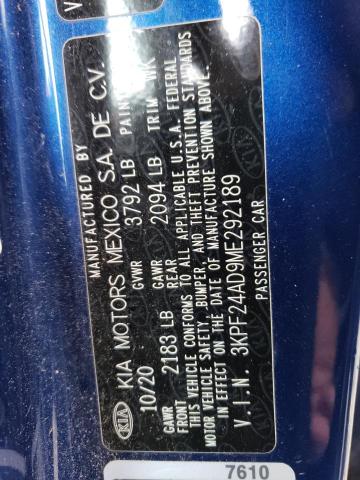 MANUFACTURED BY
KIA KIA MOTORS MEXICO S.A. DE C.V.
10/20 GVWR 3792 LB PAIN
GAWR FRONT 2183 LB GAWR REAR 2094 LB TRIM WK
THIS VEHICLE CONFORMS TO ALL APPLICABLE U.S.A. FEDERAL
MOTOR VEHICLE SAFETY, BUMPER, AND THEFT PREVENTION STANDARDS
IN EFFECT ON THE DATE OF MANUFACTURE SHOWN ABOVE.
V.I.N. 3KPF24AD9ME292189
PASSENGER CAR
7610